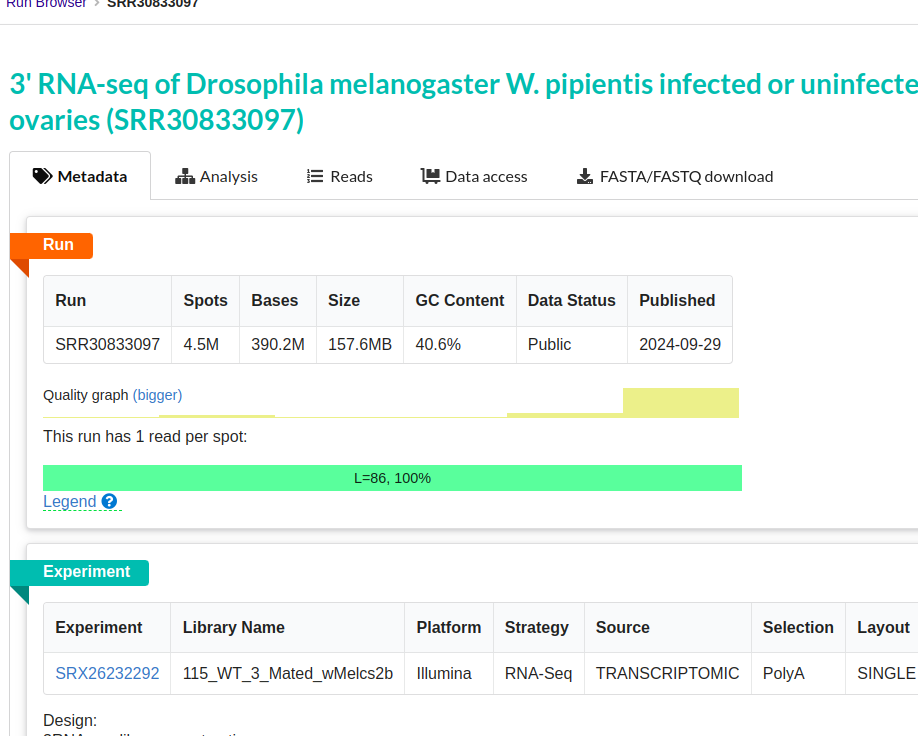 Run Browser › SRR30833097
3' RNA-seq of Drosophila melanogaster W. pipientis infected or uninfecte
ovaries (SRR30833097)
Metadata Analysis Reads Data access FASTA/FASTQ download
Run
Run Spots Bases Size GC Content Data Status Published
SRR30833097 4.5M 390.2M 157.6MB 40.6% Public 2024-09-29
Quality graph (bigger)
This run has 1 read per spot:
L=86, 100%
Legend ?
Experiment
Experiment Library Name Platform Strategy Source Selection Layout
SRX26232292 115_WT_3_Mated_wMelcs2b Illumina RNA-Seq TRANSCRIPTOMIC PolyA SINGLE
Design: